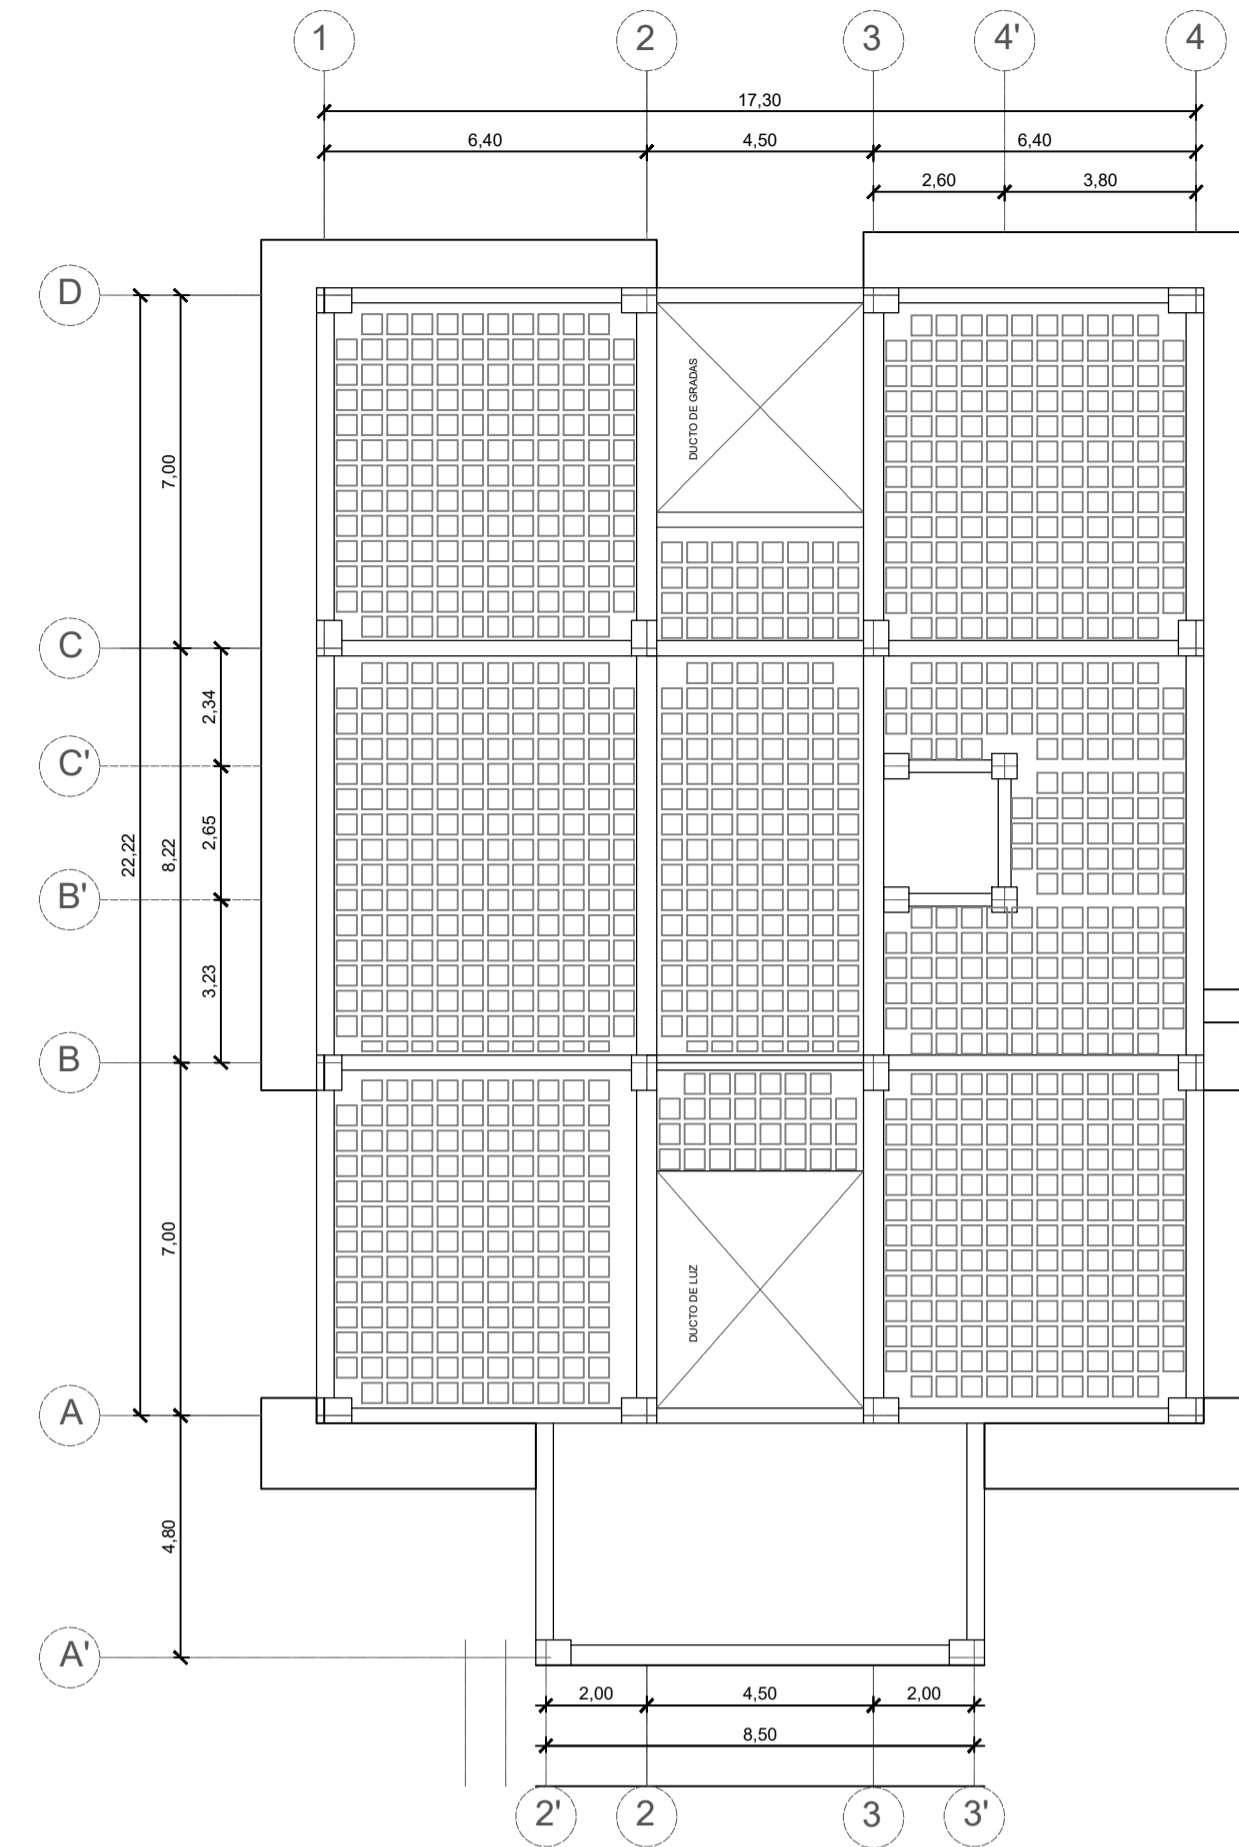 1 2 3 4' 4
17,30
6,40 4,50 6,40
2,60 3,80
D
DUCTO DE GRADAS
7,00
C
2,34
C'
22,22 8,22 2,65
B'
3,23
B
7,00
DUCTO DE LUZ
A
4,80
A'
2,00 4,50 2,00
8,50
2' 2 3 3'